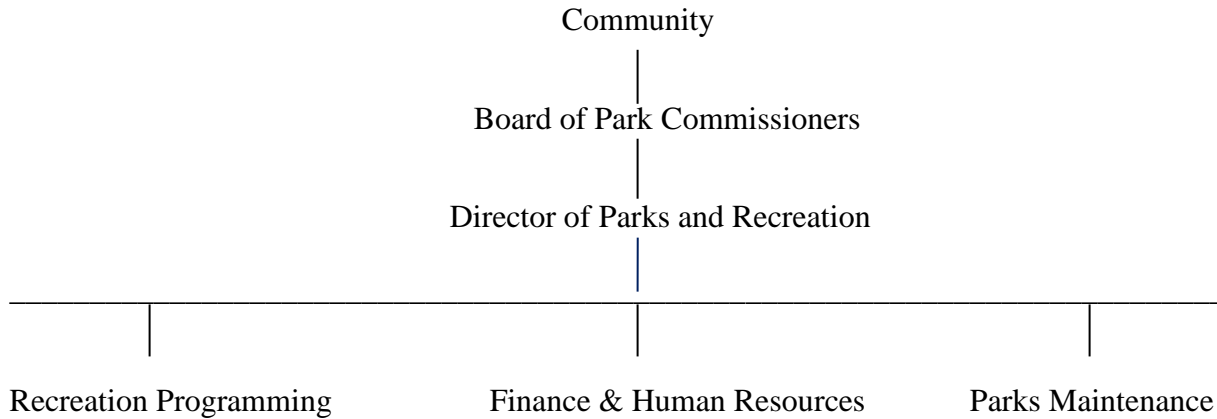 Community
Board of Park Commissioners
Director of Parks and Recreation
Recreation Programming Finance & Human Resources Parks Maintenance